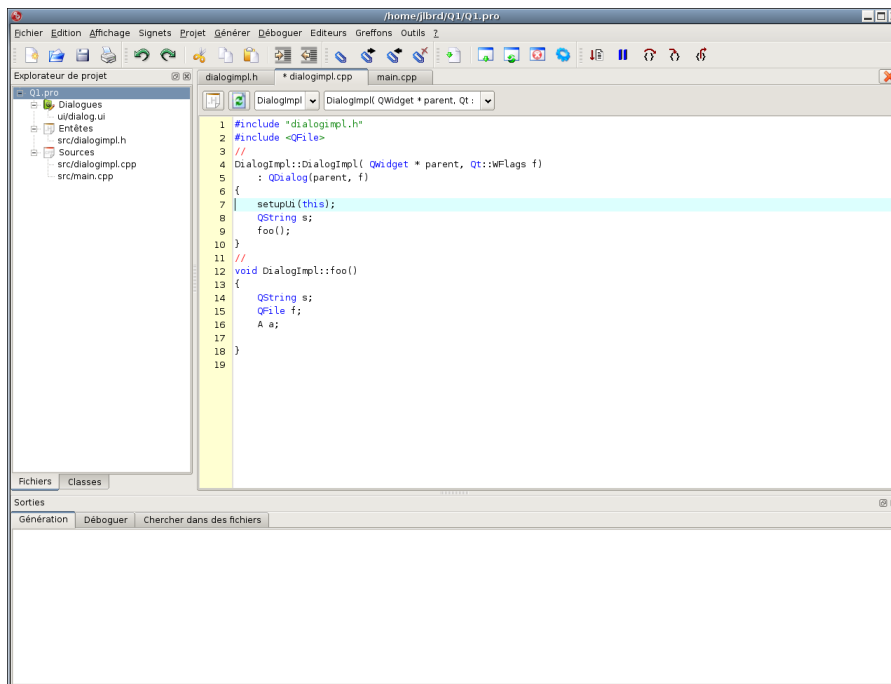 /home/jlbrd/Q1/Q1.pro
Fichier Edition Affichage Signets Projet Générer Déboguer Editeurs Greffons Outils ?
Explorateur de projet
dialogimpl.h * dialogimpl.cpp main.cpp
Q1.pro
Dialogues
ui/dialog.ui
Entêtes
src/dialogimpl.h
Sources
src/dialogimpl.cpp
src/main.cpp
DialogImpl DialogImpl( QWidget * parent, Qt :
1 #include "dialogimpl.h"
2 #include <QFile>
3 //
4 DialogImpl::DialogImpl( QWidget * parent, Qt::WFlags f)
5 : QDialog(parent, f)
6 {
7 setupUi(this);
8 QString s;
9 foo();
10 }
11 //
12 void DialogImpl::foo()
13 {
14 QString s;
15 QFile f;
16 A a;
17
18 }
19
Fichiers Classes
Sorties
Génération Déboguer Chercher dans des fichiers